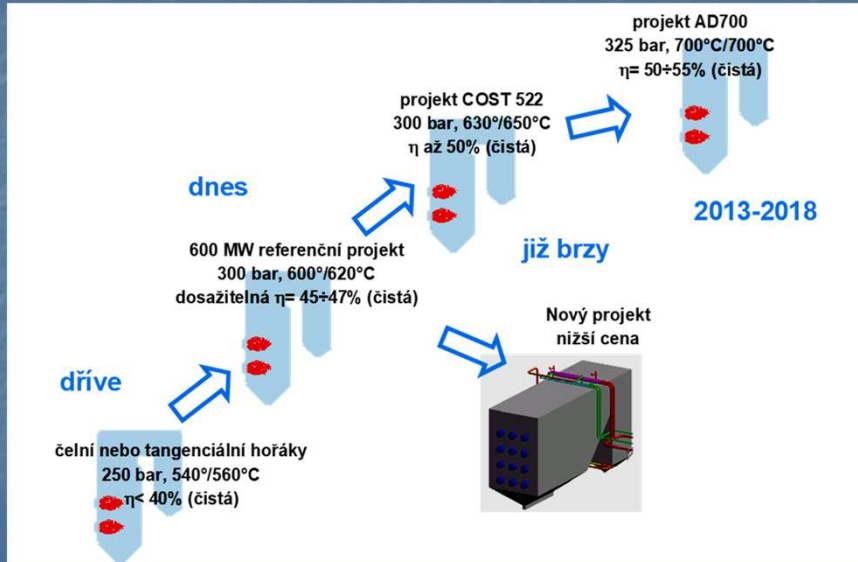 projekt AD700
325 bar, 700°C/700°C
η= 50÷55% (čistá)
2013-2018
projekt COST 522
300 bar, 630°/650°C
η až 50% (čistá)
již brzy
dnes
600 MW referenční projekt
300 bar, 600°/620°C
dosažitelná η= 45÷47% (čistá)
Nový projekt
nižší cena
dříve
čelní nebo tangenciální hořáky
250 bar, 540°/560°C
η< 40% (čistá)